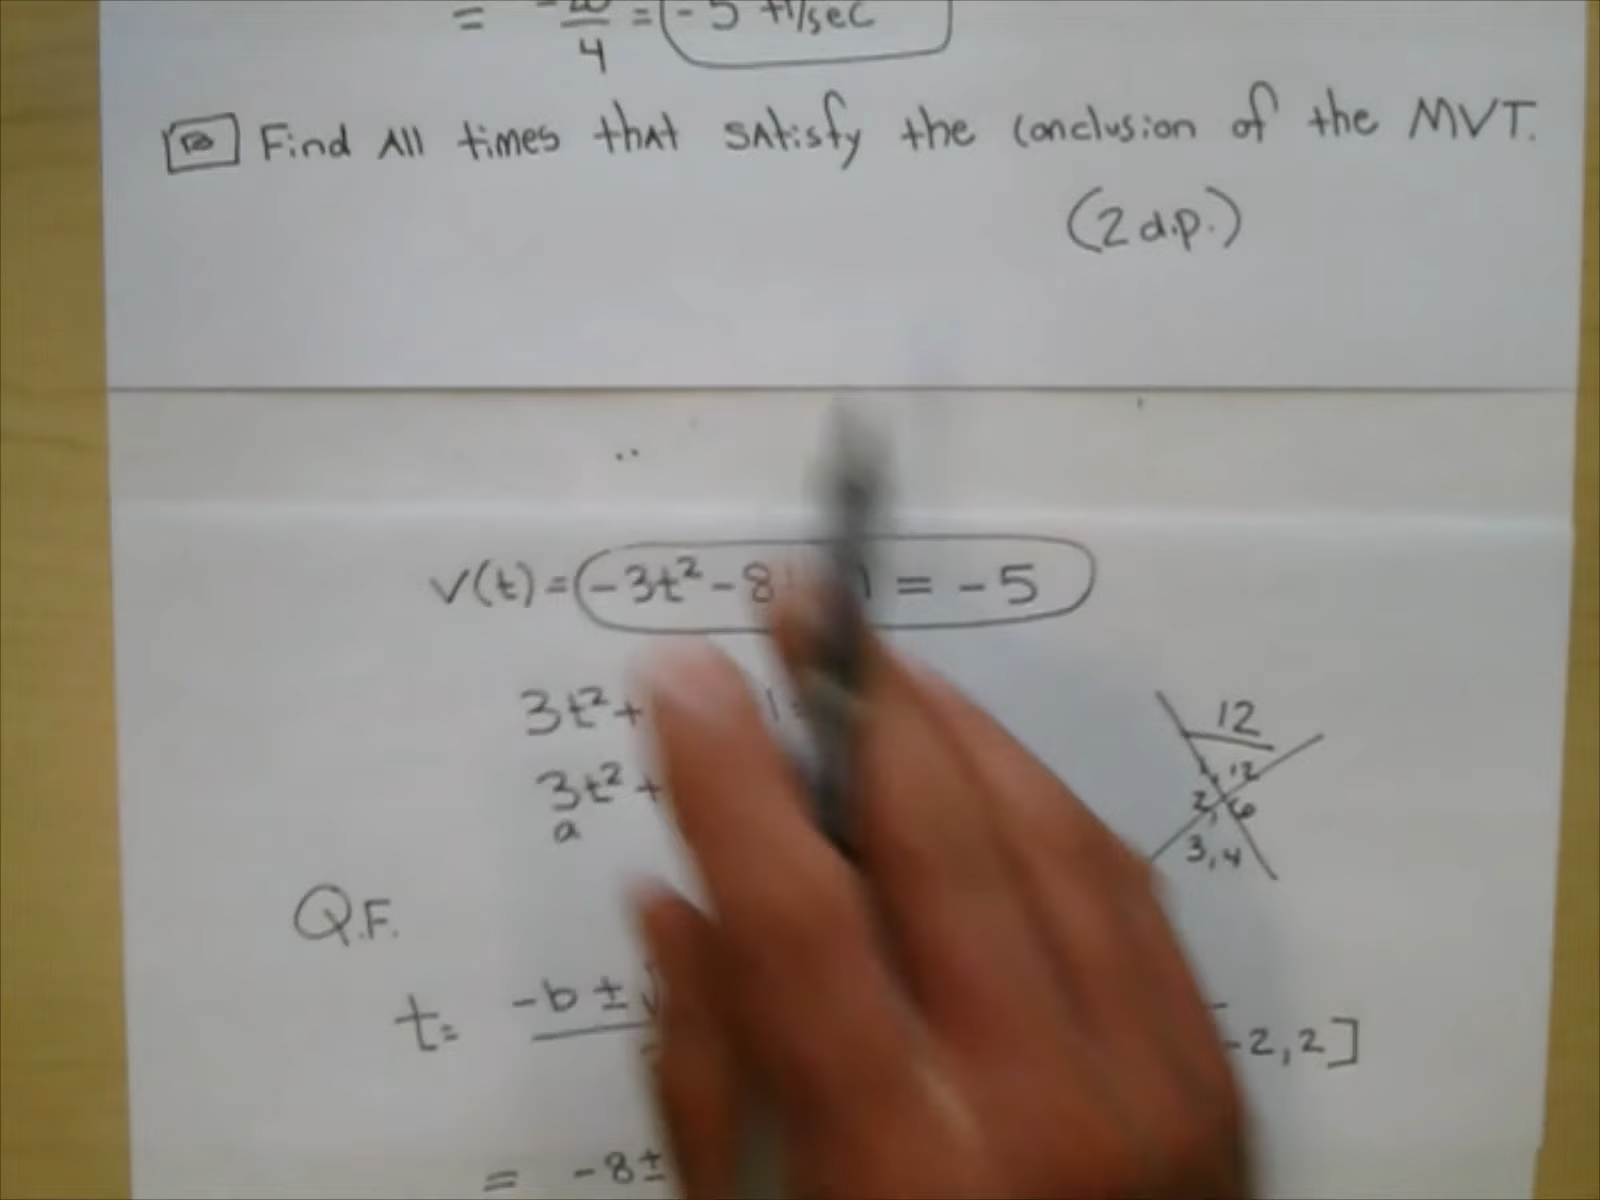 = -20/4 = -5 ft/sec
Find All times that satisfy the conclusion of the MVT.
(2 d.p.)
v(t) = -3t² - 8 = -5
3t² +
12
3t² +
12
2 6
a
3, 4
Q.F.
t = -b ±
-2, 2]
= -8 ±